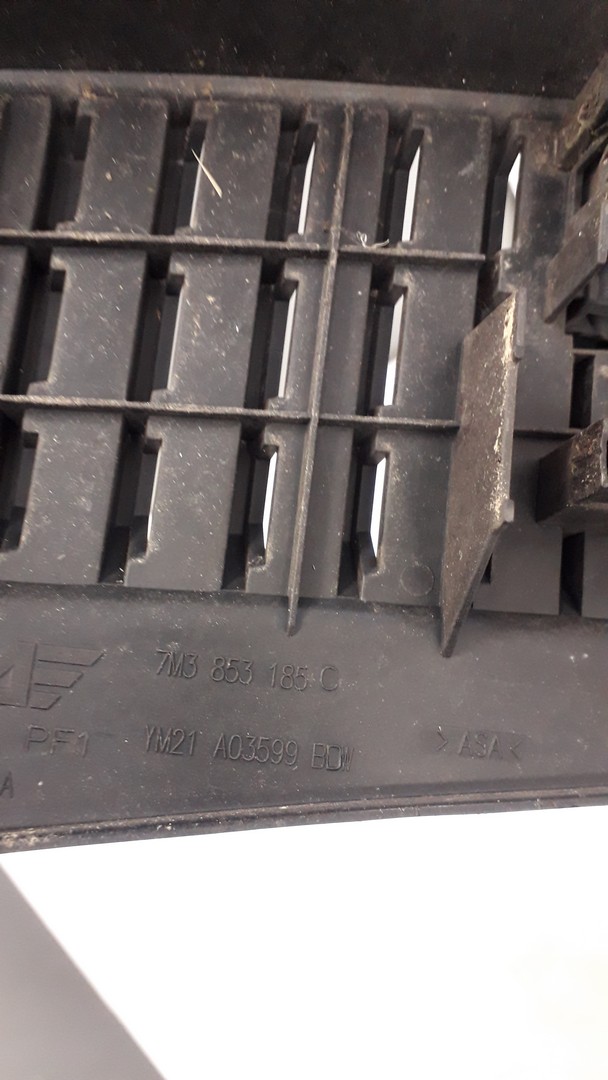 7M3 853 185 C
PF1 YM21 A03599 BDW >ASA<
A